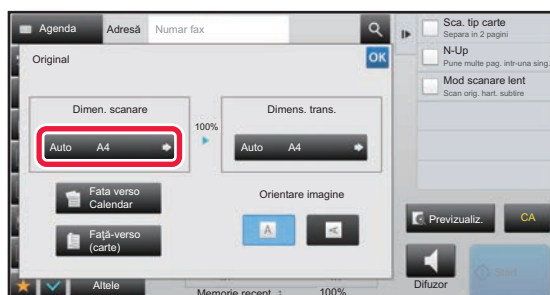 Agenda
Adresă
Numar fax
Original
OK
Dimen. scanare
Auto A4
100%
Dimens. trans.
Auto A4
Fata verso
Calendar
Faţă-verso
(carte)
Orientare imagine
A
A
Sca. tip carte
Separa in 2 pagini
N-Up
Pune multe pag. intr-una sing.
Mod scanare lent
Scan orig. hart. subtire
Previzualiz.
CA
Difuzor
Start
Altele
Memorie recept. :
100%